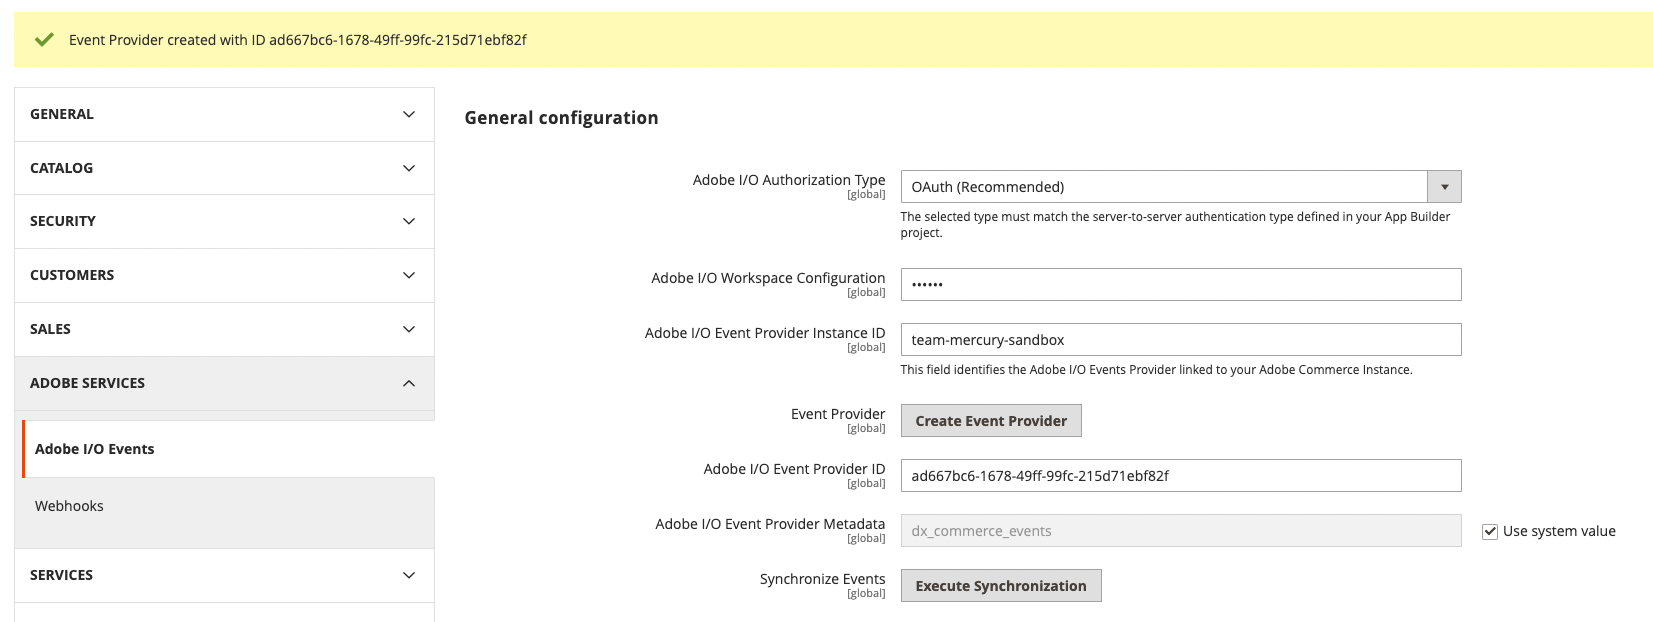 Event Provider created with ID ad667bc6-1678-49ff-99fc-215d71ebf82f
GENERAL
CATALOG
SECURITY
CUSTOMERS
SALES
ADOBE SERVICES
Adobe I/O Events
Webhooks
SERVICES
General configuration
Adobe I/O Authorization Type
[global]
OAuth (Recommended)
The selected type must match the server-to-server authentication type defined in your App Builder
project.
Adobe I/O Workspace Configuration
[global]
••••••
Adobe I/O Event Provider Instance ID
[global]
team-mercury-sandbox
This field identifies the Adobe I/O Events Provider linked to your Adobe Commerce Instance.
Event Provider
[global]
Create Event Provider
Adobe I/O Event Provider ID
[global]
ad667bc6-1678-49ff-99fc-215d71ebf82f
Adobe I/O Event Provider Metadata
[global]
dx_commerce_events
Use system value
Synchronize Events
[global]
Execute Synchronization